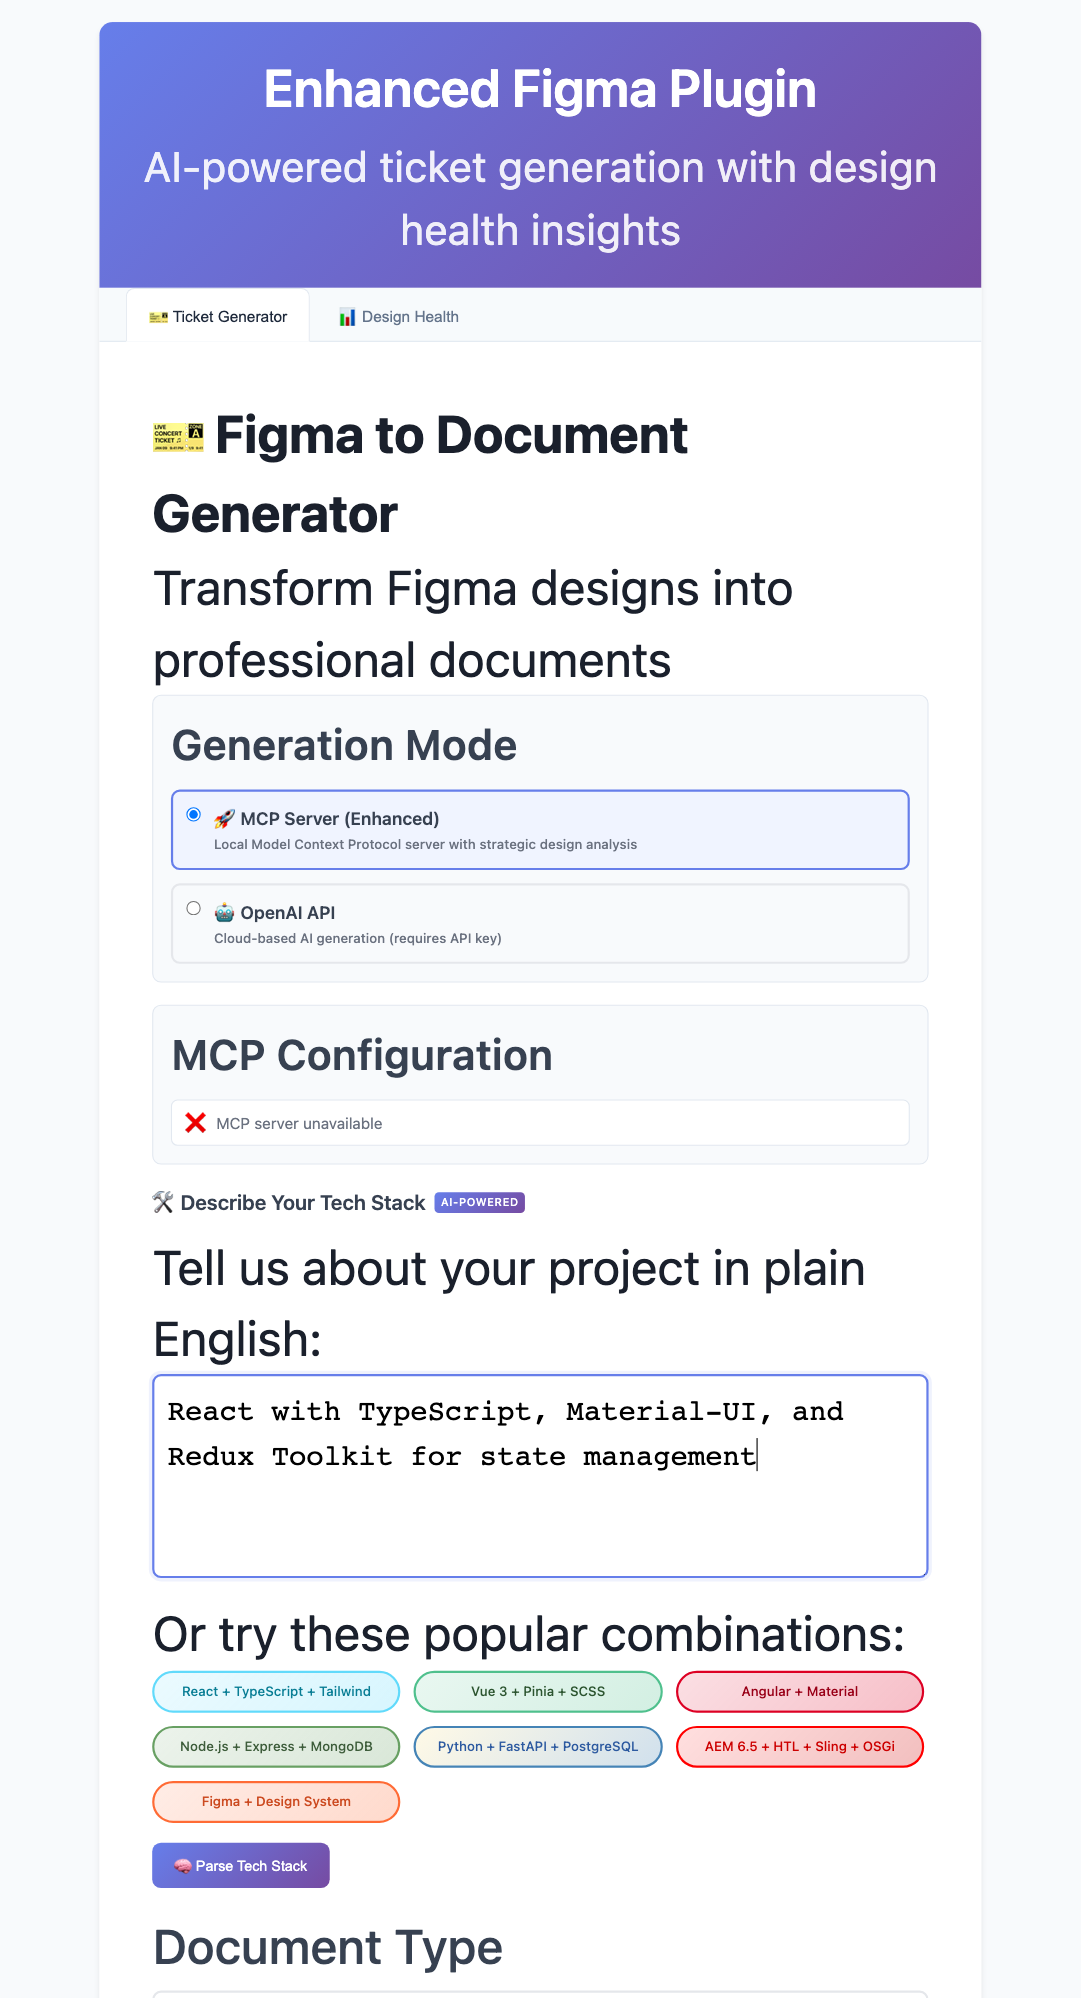 Enhanced Figma Plugin
AI-powered ticket generation with design
health insights
Ticket Generator
Design Health
Figma to Document
Generator
Transform Figma designs into
professional documents
Generation Mode
MCP Server (Enhanced)
Local Model Context Protocol server with strategic design analysis
OpenAI API
Cloud-based AI generation (requires API key)
MCP Configuration
MCP server unavailable
Describe Your Tech Stack AI-POWERED
Tell us about your project in plain
English:
React with TypeScript, Material-UI, and
Redux Toolkit for state management
Or try these popular combinations:
React + TypeScript + Tailwind
Vue 3 + Pinia + SCSS
Angular + Material
Node.js + Express + MongoDB
Python + FastAPI + PostgreSQL
AEM 6.5 + HTL + Sling + OSGi
Figma + Design System
Parse Tech Stack
Document Type